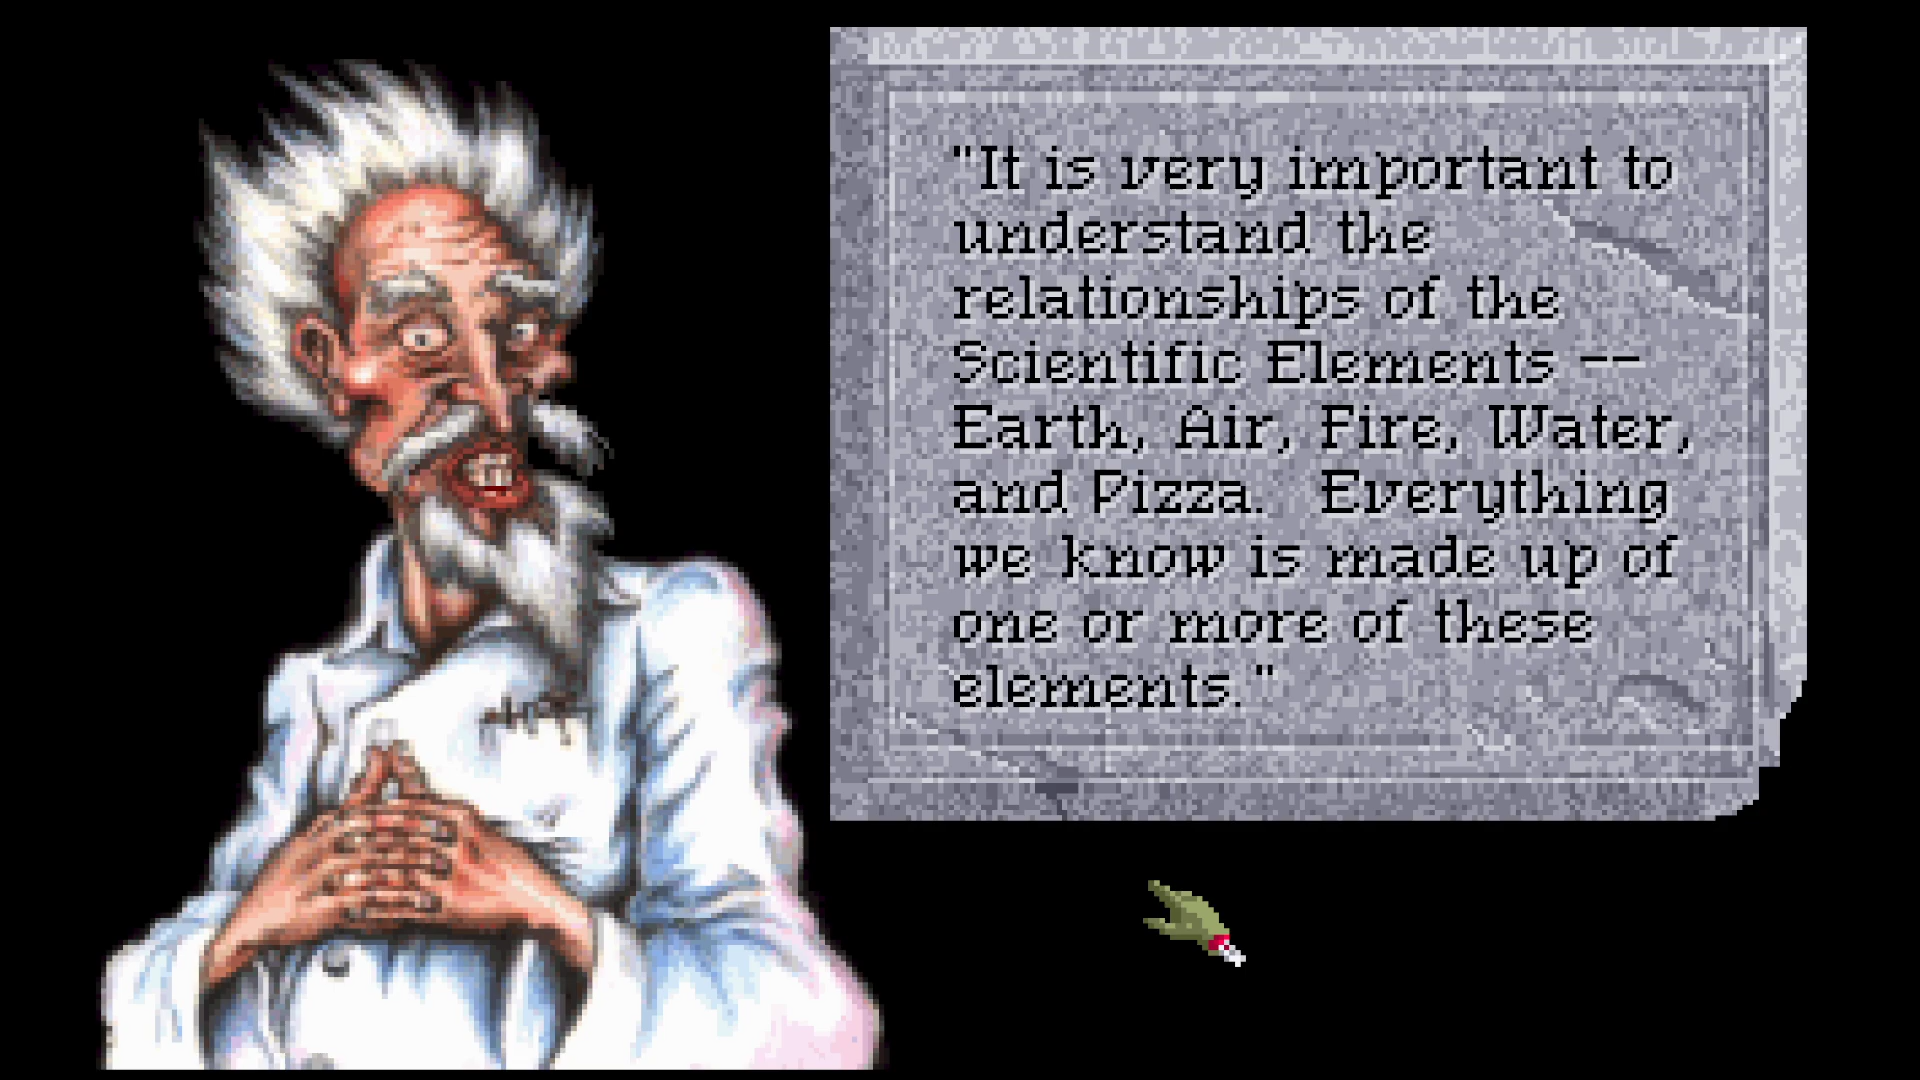 "It is very important to
understand the
relationships of the
Scientific Elements --
Earth, Air, Fire, Water,
and Pizza.  Everything
we know is made up of
one or more of these
elements."